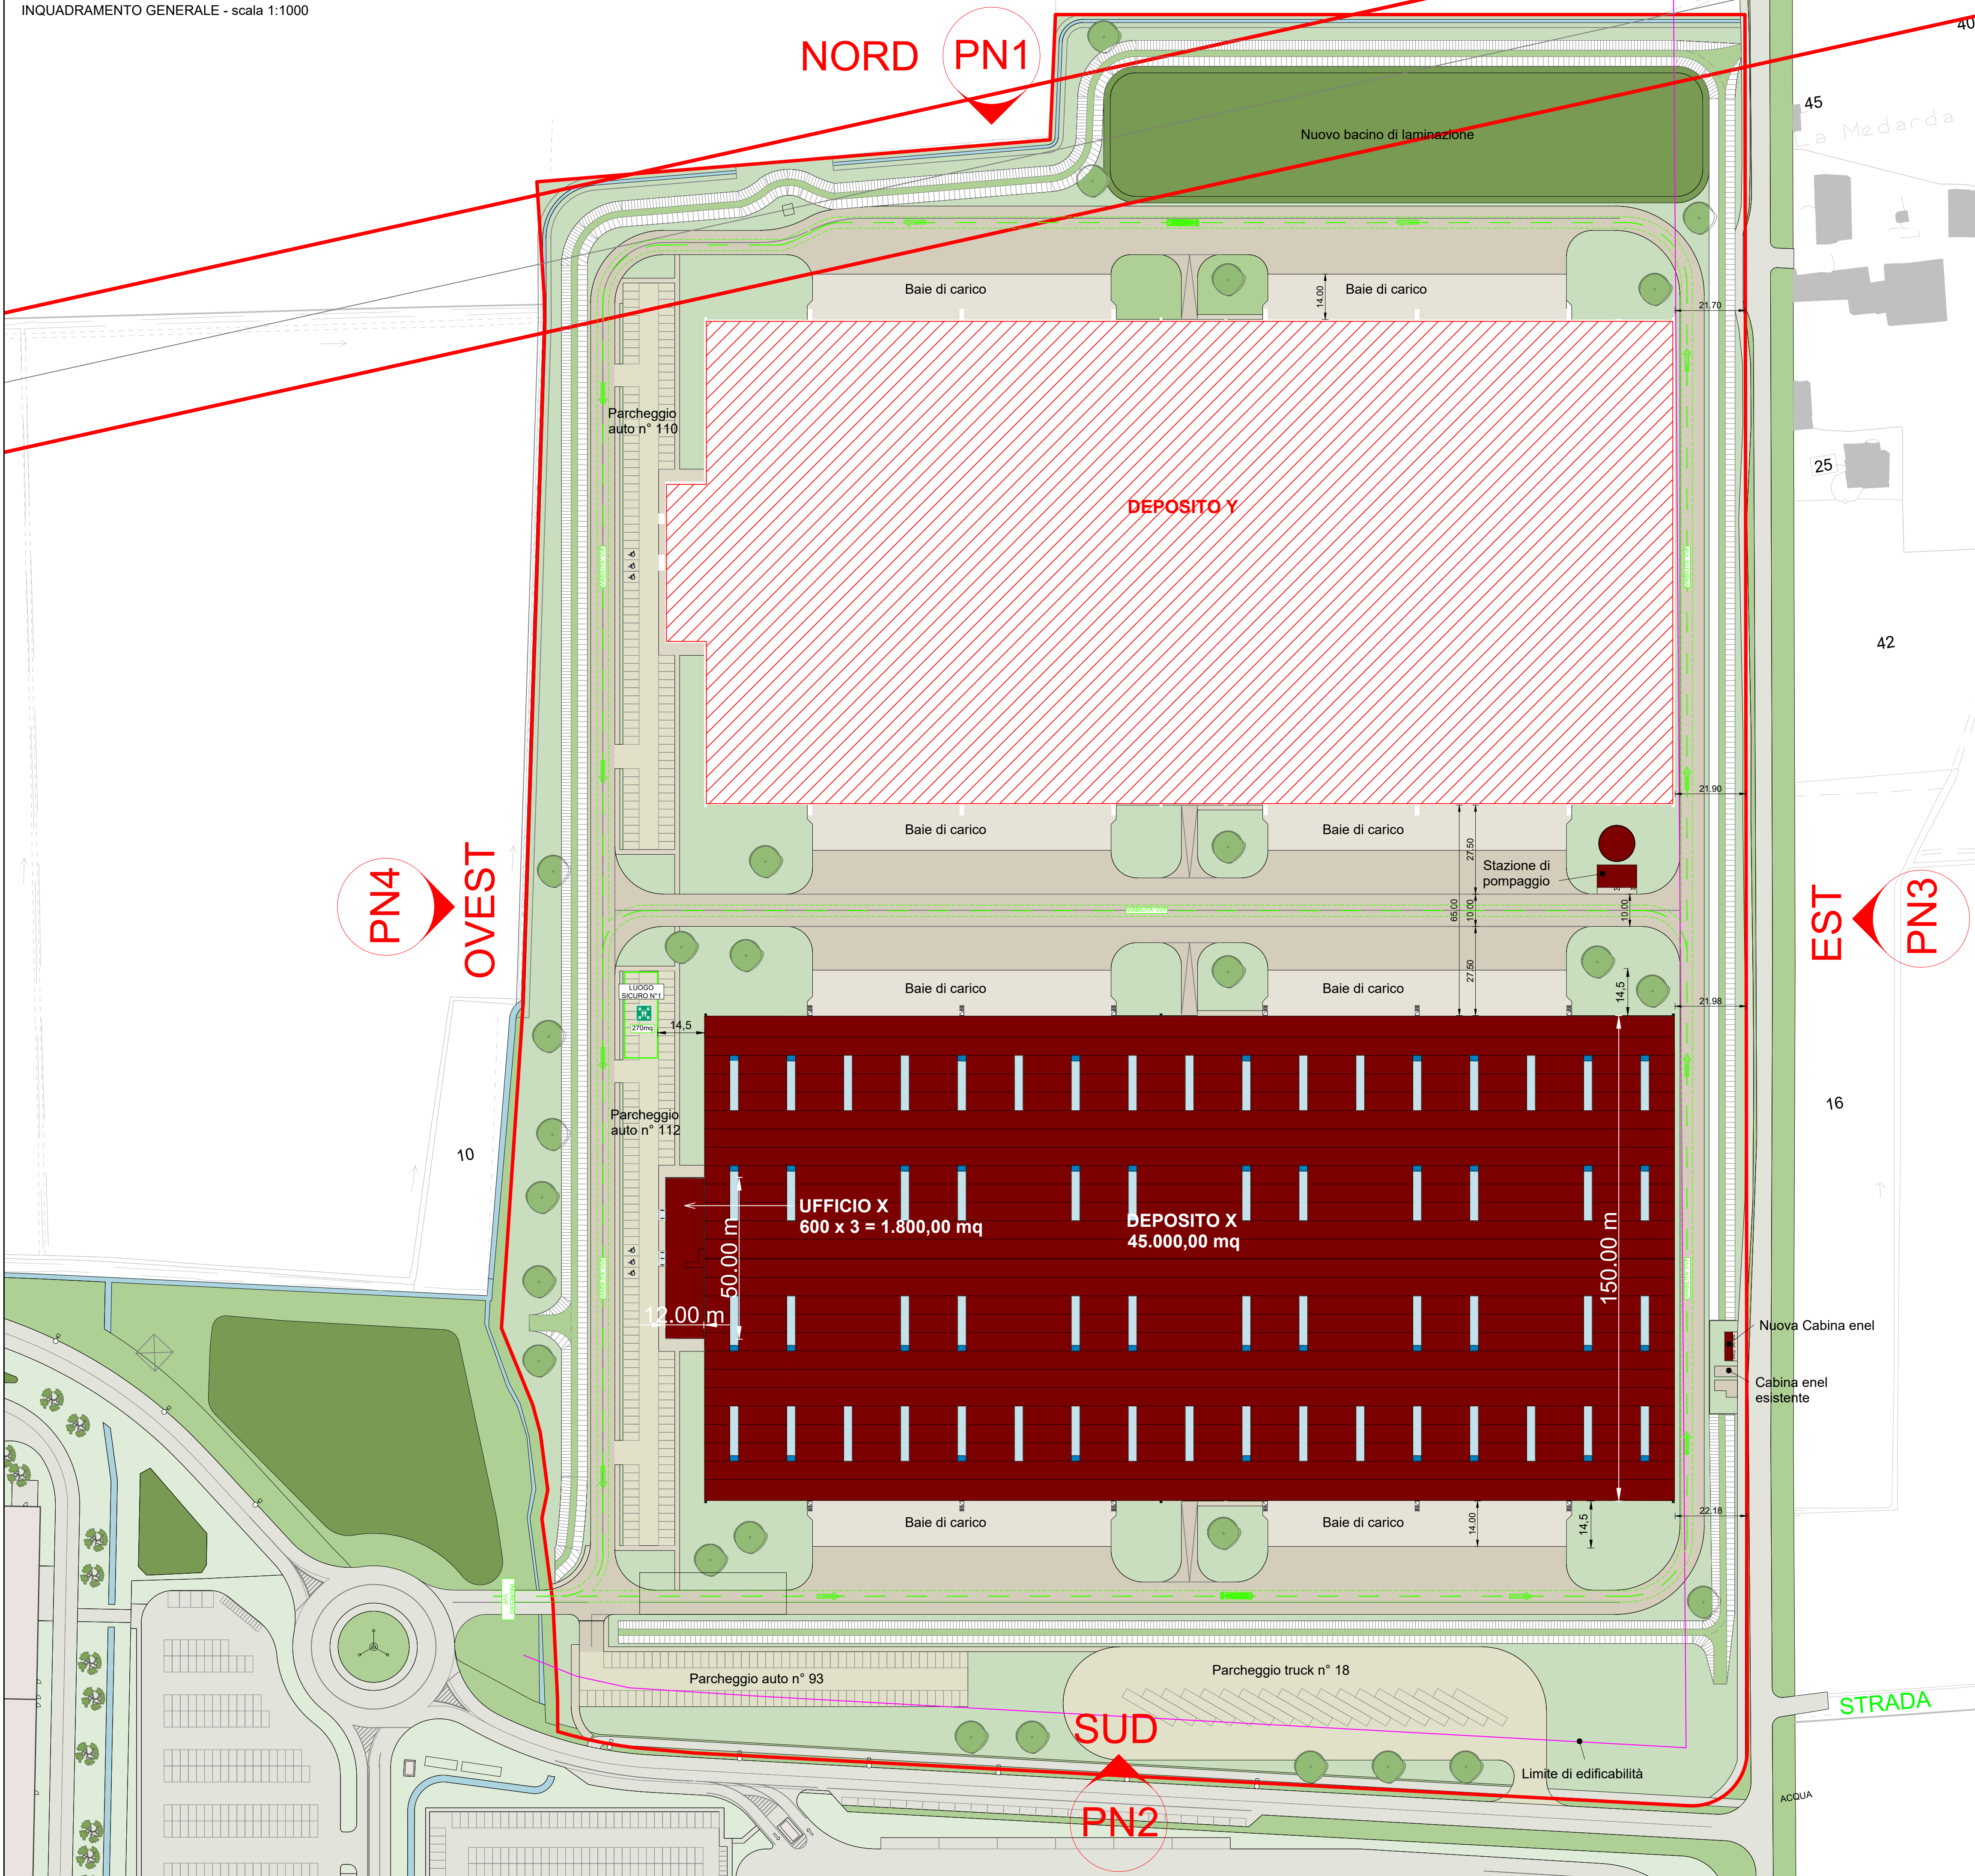 INQUADRAMENTO GENERALE - scala 1:1000
NORD
PN1
40
45
La Medarda
Nuovo bacino di laminazione
Baie di carico
Baie di carico
14.00
21.70
Parcheggio
auto n° 110
25
DEPOSITO Y
42
21.90
Baie di carico
Baie di carico
27.50
Stazione di
pompaggio
PN4
OVEST
65.00
10.00
10.00
EST
PN3
27.50
LUOGO
SICURO N°1
270mq
14,5
Baie di carico
Baie di carico
14,5
21.98
16
Parcheggio
auto n° 112
10
UFFICIO X
600 x 3 = 1.800,00 mq
DEPOSITO X
45.000,00 mq
50.00 m
150.00 m
12.00 m
Nuova Cabina enel
Cabina enel
esistente
Baie di carico
Baie di carico
14.00
14,5
22.18
Parcheggio auto n° 93
Parcheggio truck n° 18
STRADA
SUD
Limite di edificabilità
ACQUA
PN2